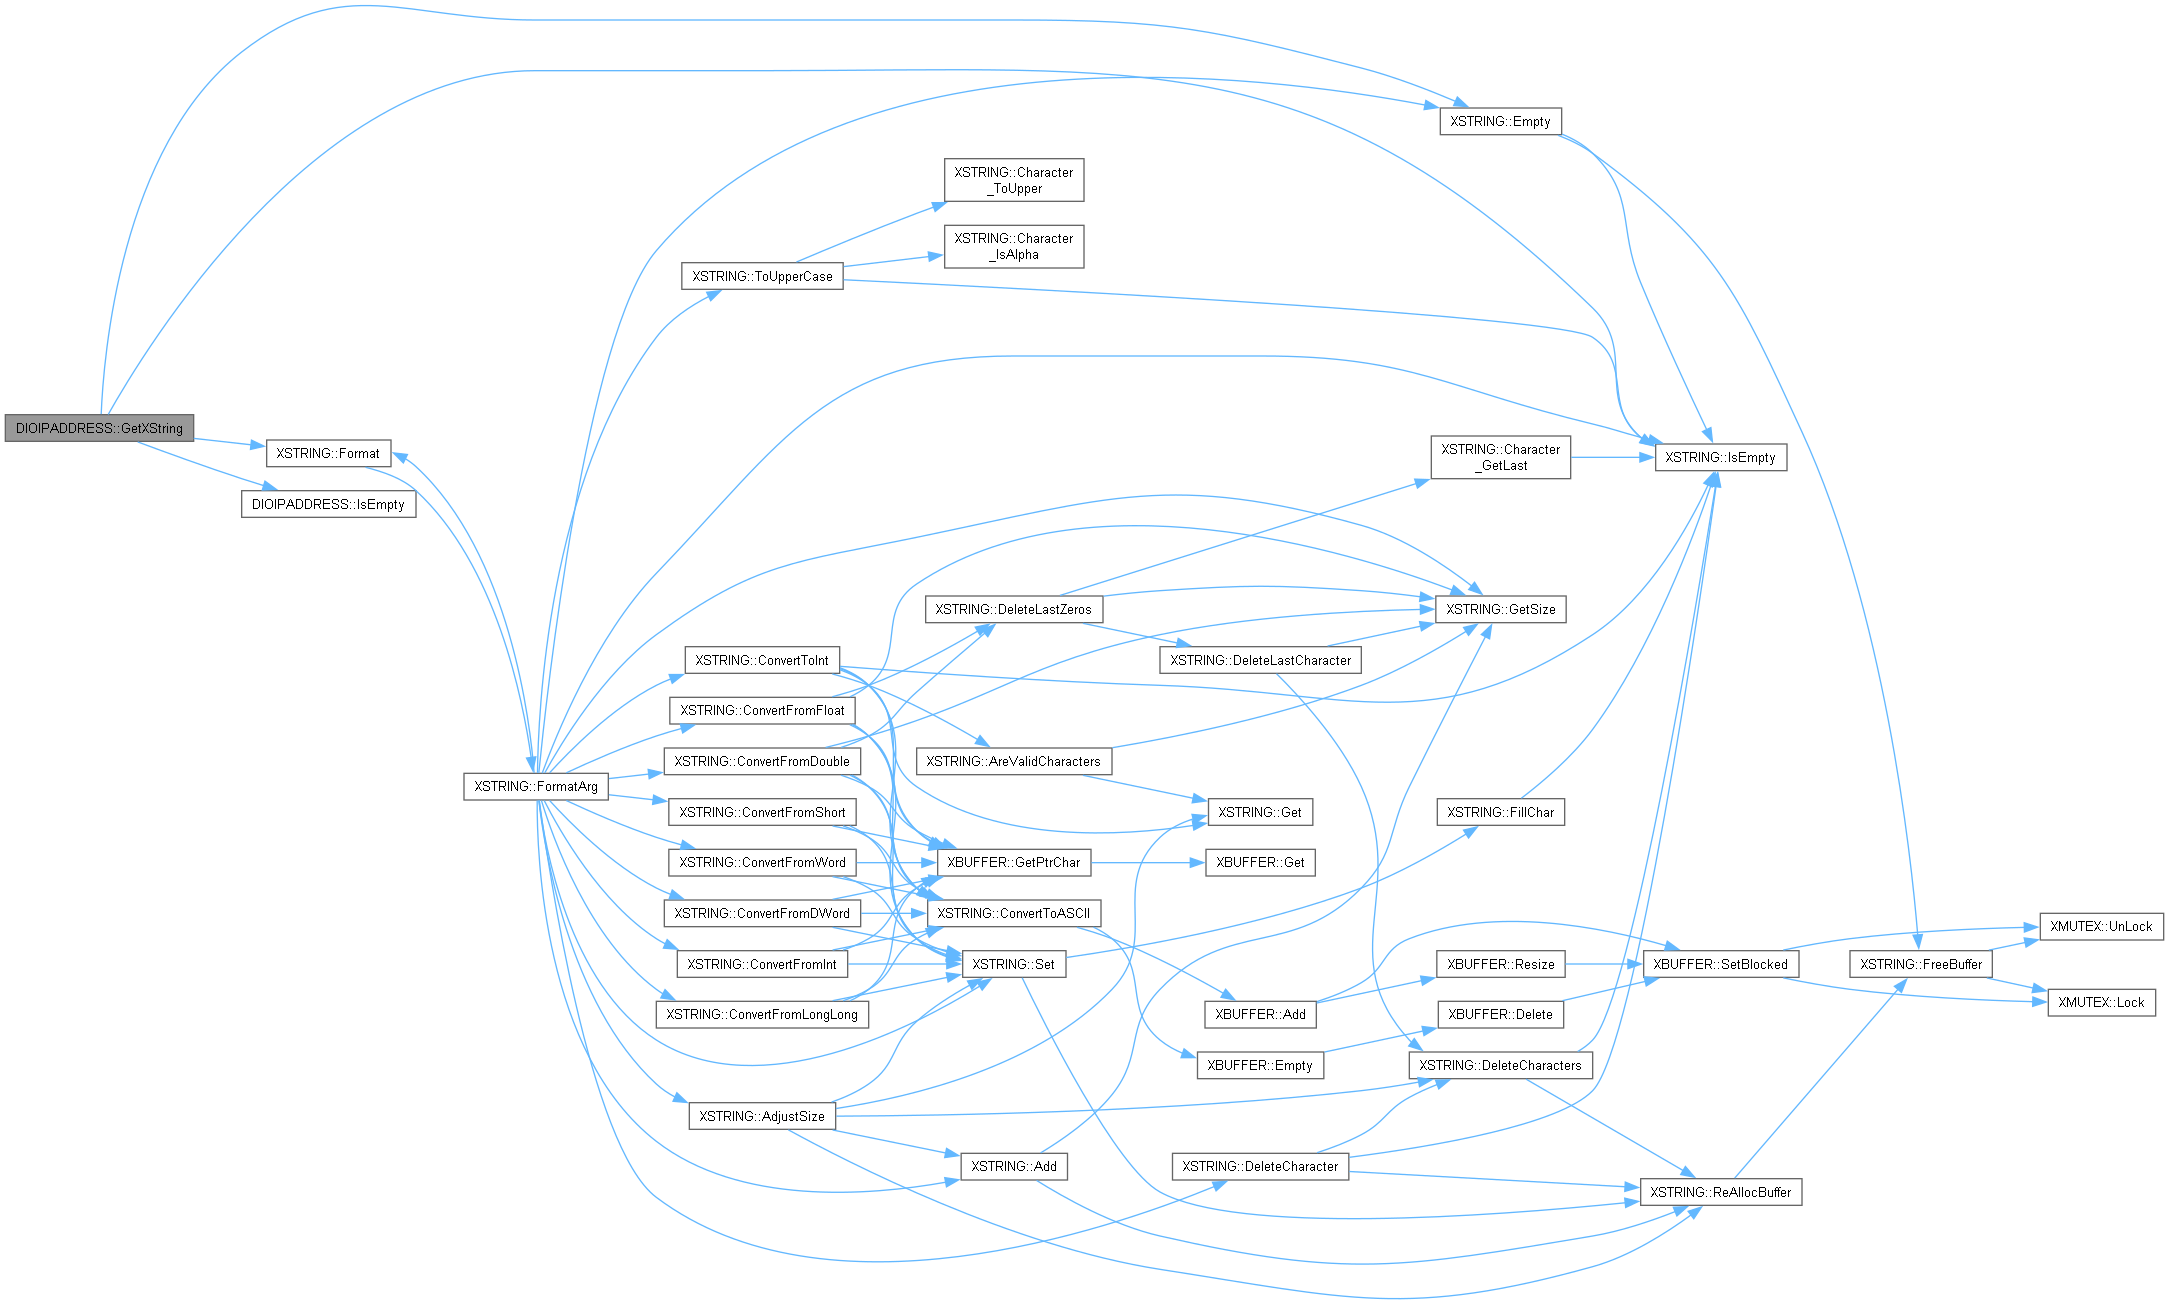 XSTRING::Empty
XSTRING::Character
_ToUpper
XSTRING::Character
_IsAlpha
XSTRING::ToUpperCase
DIOIPADDRESS::GetXString
XSTRING::Format
DIOIPADDRESS::IsEmpty
XSTRING::Character
_GetLast
XSTRING::IsEmpty
XSTRING::DeleteLastZeros
XSTRING::GetSize
XSTRING::ConvertToInt
XSTRING::DeleteLastCharacter
XSTRING::ConvertFromFloat
XSTRING::ConvertFromDouble
XSTRING::AreValidCharacters
XSTRING::FormatArg
XSTRING::ConvertFromShort
XSTRING::Get
XSTRING::FillChar
XSTRING::ConvertFromWord
XBUFFER::GetPtrChar
XBUFFER::Get
XSTRING::ConvertFromDWord
XSTRING::ConvertToASCII
XMUTEX::UnLock
XSTRING::ConvertFromInt
XSTRING::Set
XBUFFER::Resize
XBUFFER::SetBlocked
XSTRING::FreeBuffer
XSTRING::ConvertFromLongLong
XBUFFER::Add
XBUFFER::Delete
XMUTEX::Lock
XBUFFER::Empty
XSTRING::DeleteCharacters
XSTRING::AdjustSize
XSTRING::Add
XSTRING::DeleteCharacter
XSTRING::ReAllocBuffer